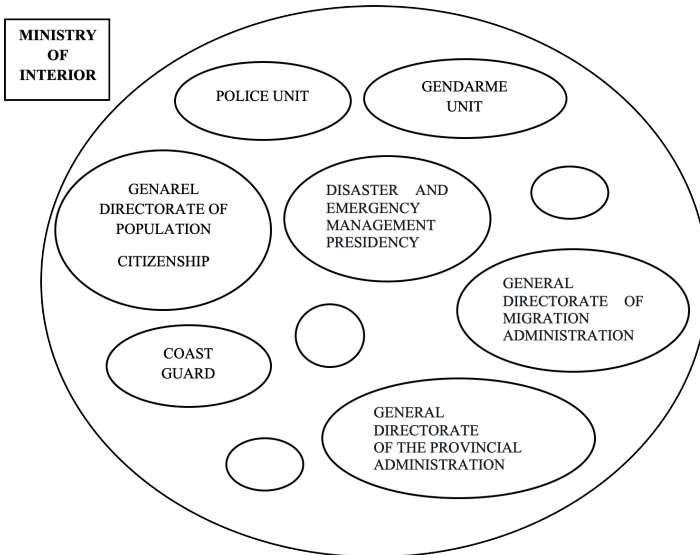 MINISTRY
OF
INTERIOR
POLICE UNIT
GENDARME
UNIT
GENAREL
DIRECTORATE OF
POPULATION
CITIZENSHIP
DISASTER AND
EMERGENCY
MANAGEMENT
PRESIDENCY
GENERAL
DIRECTORATE OF
MIGRATION
ADMINISTRATION
COAST
GUARD
GENERAL
DIRECTORATE
OF THE PROVINCIAL
ADMINISTRATION